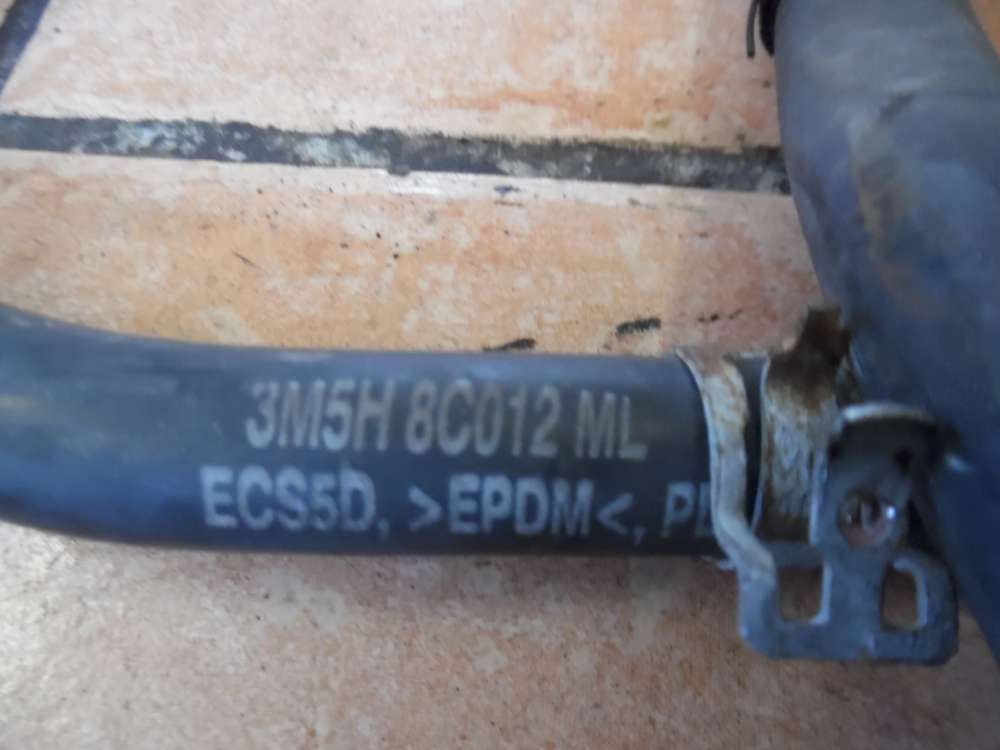 3M5H 8C012 ML
ECS5D, >EPDM<,